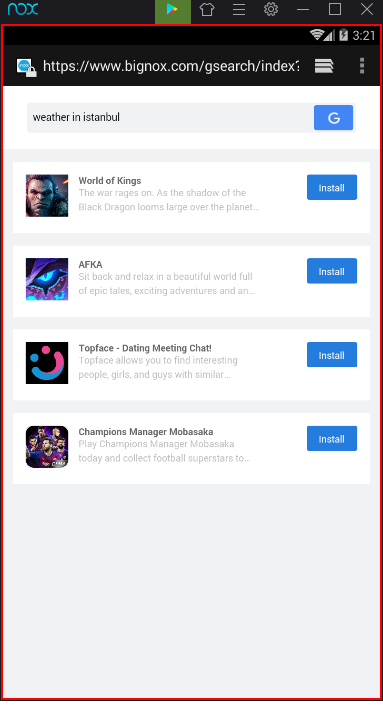 nox
3:21
nox
https://www.bignox.com/gsearch/index?
weather in istanbul
G
World of Kings
The war rages on. As the shadow of the
Black Dragon looms large over the planet...
Install
AFKA
Sit back and relax in a beautiful world full
of epic tales, exciting adventures and an...
Install
Topface - Dating Meeting Chat!
Topface allows you to find interesting
people, girls, and guys with similar...
Install
Champions Manager Mobasaka
Play Champions Manager Mobasaka
today and collect football superstars to...
Install